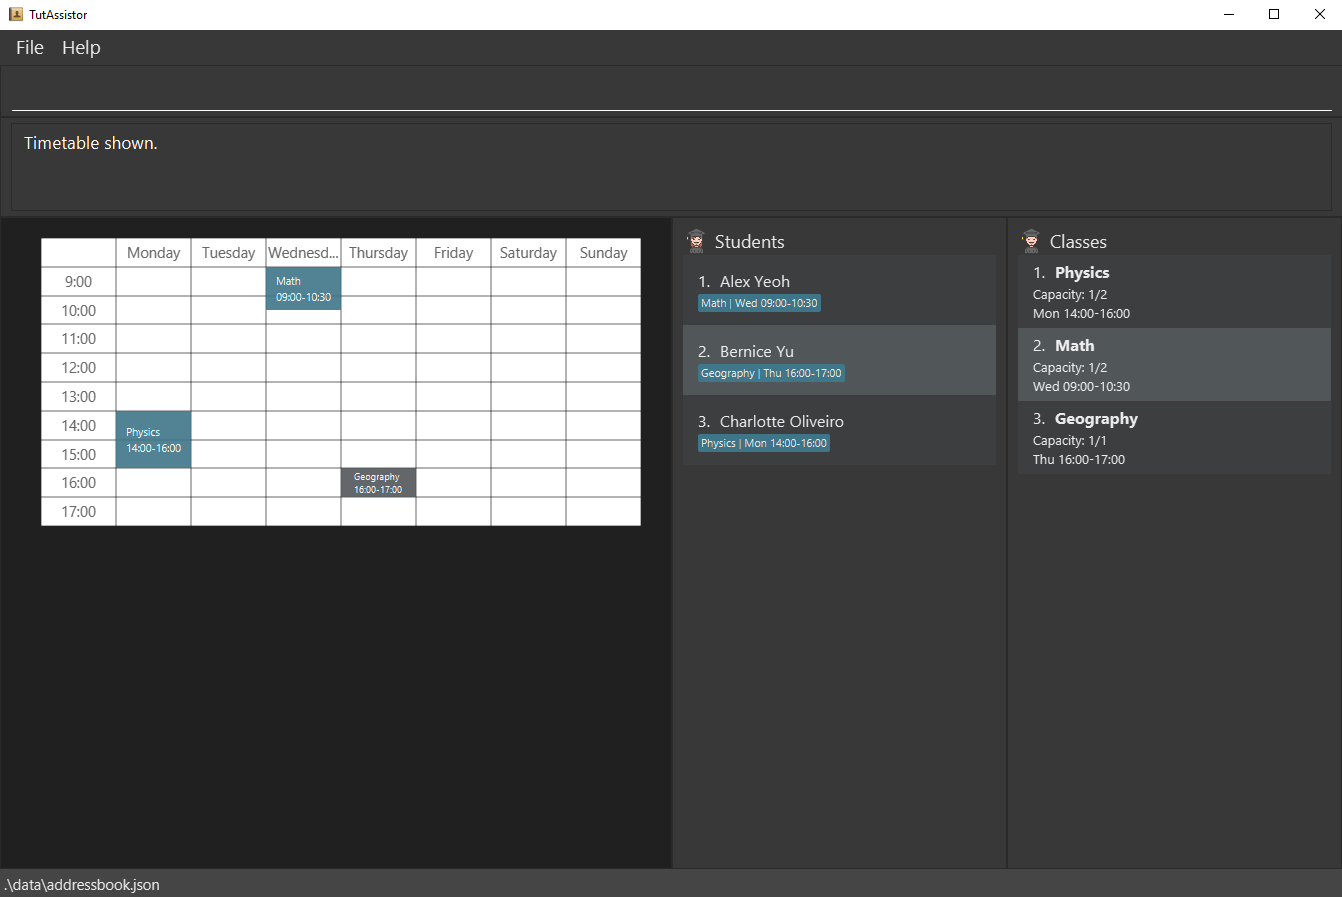 TutAssistor
File Help
Timetable shown.
Monday Tuesday Wednesd... Thursday Friday Saturday Sunday
9:00
10:00
11:00
12:00
13:00
14:00
15:00
16:00
17:00
Math
09:00-10:30
Physics
14:00-16:00
Geography
16:00-17:00
Students
1. Alex Yeoh
Math | Wed 09:00-10:30
2. Bernice Yu
Geography | Thu 16:00-17:00
3. Charlotte Oliveiro
Physics | Mon 14:00-16:00
Classes
1. Physics
Capacity: 1/2
Mon 14:00-16:00
2. Math
Capacity: 1/2
Wed 09:00-10:30
3. Geography
Capacity: 1/1
Thu 16:00-17:00
.\data\addressbook.json